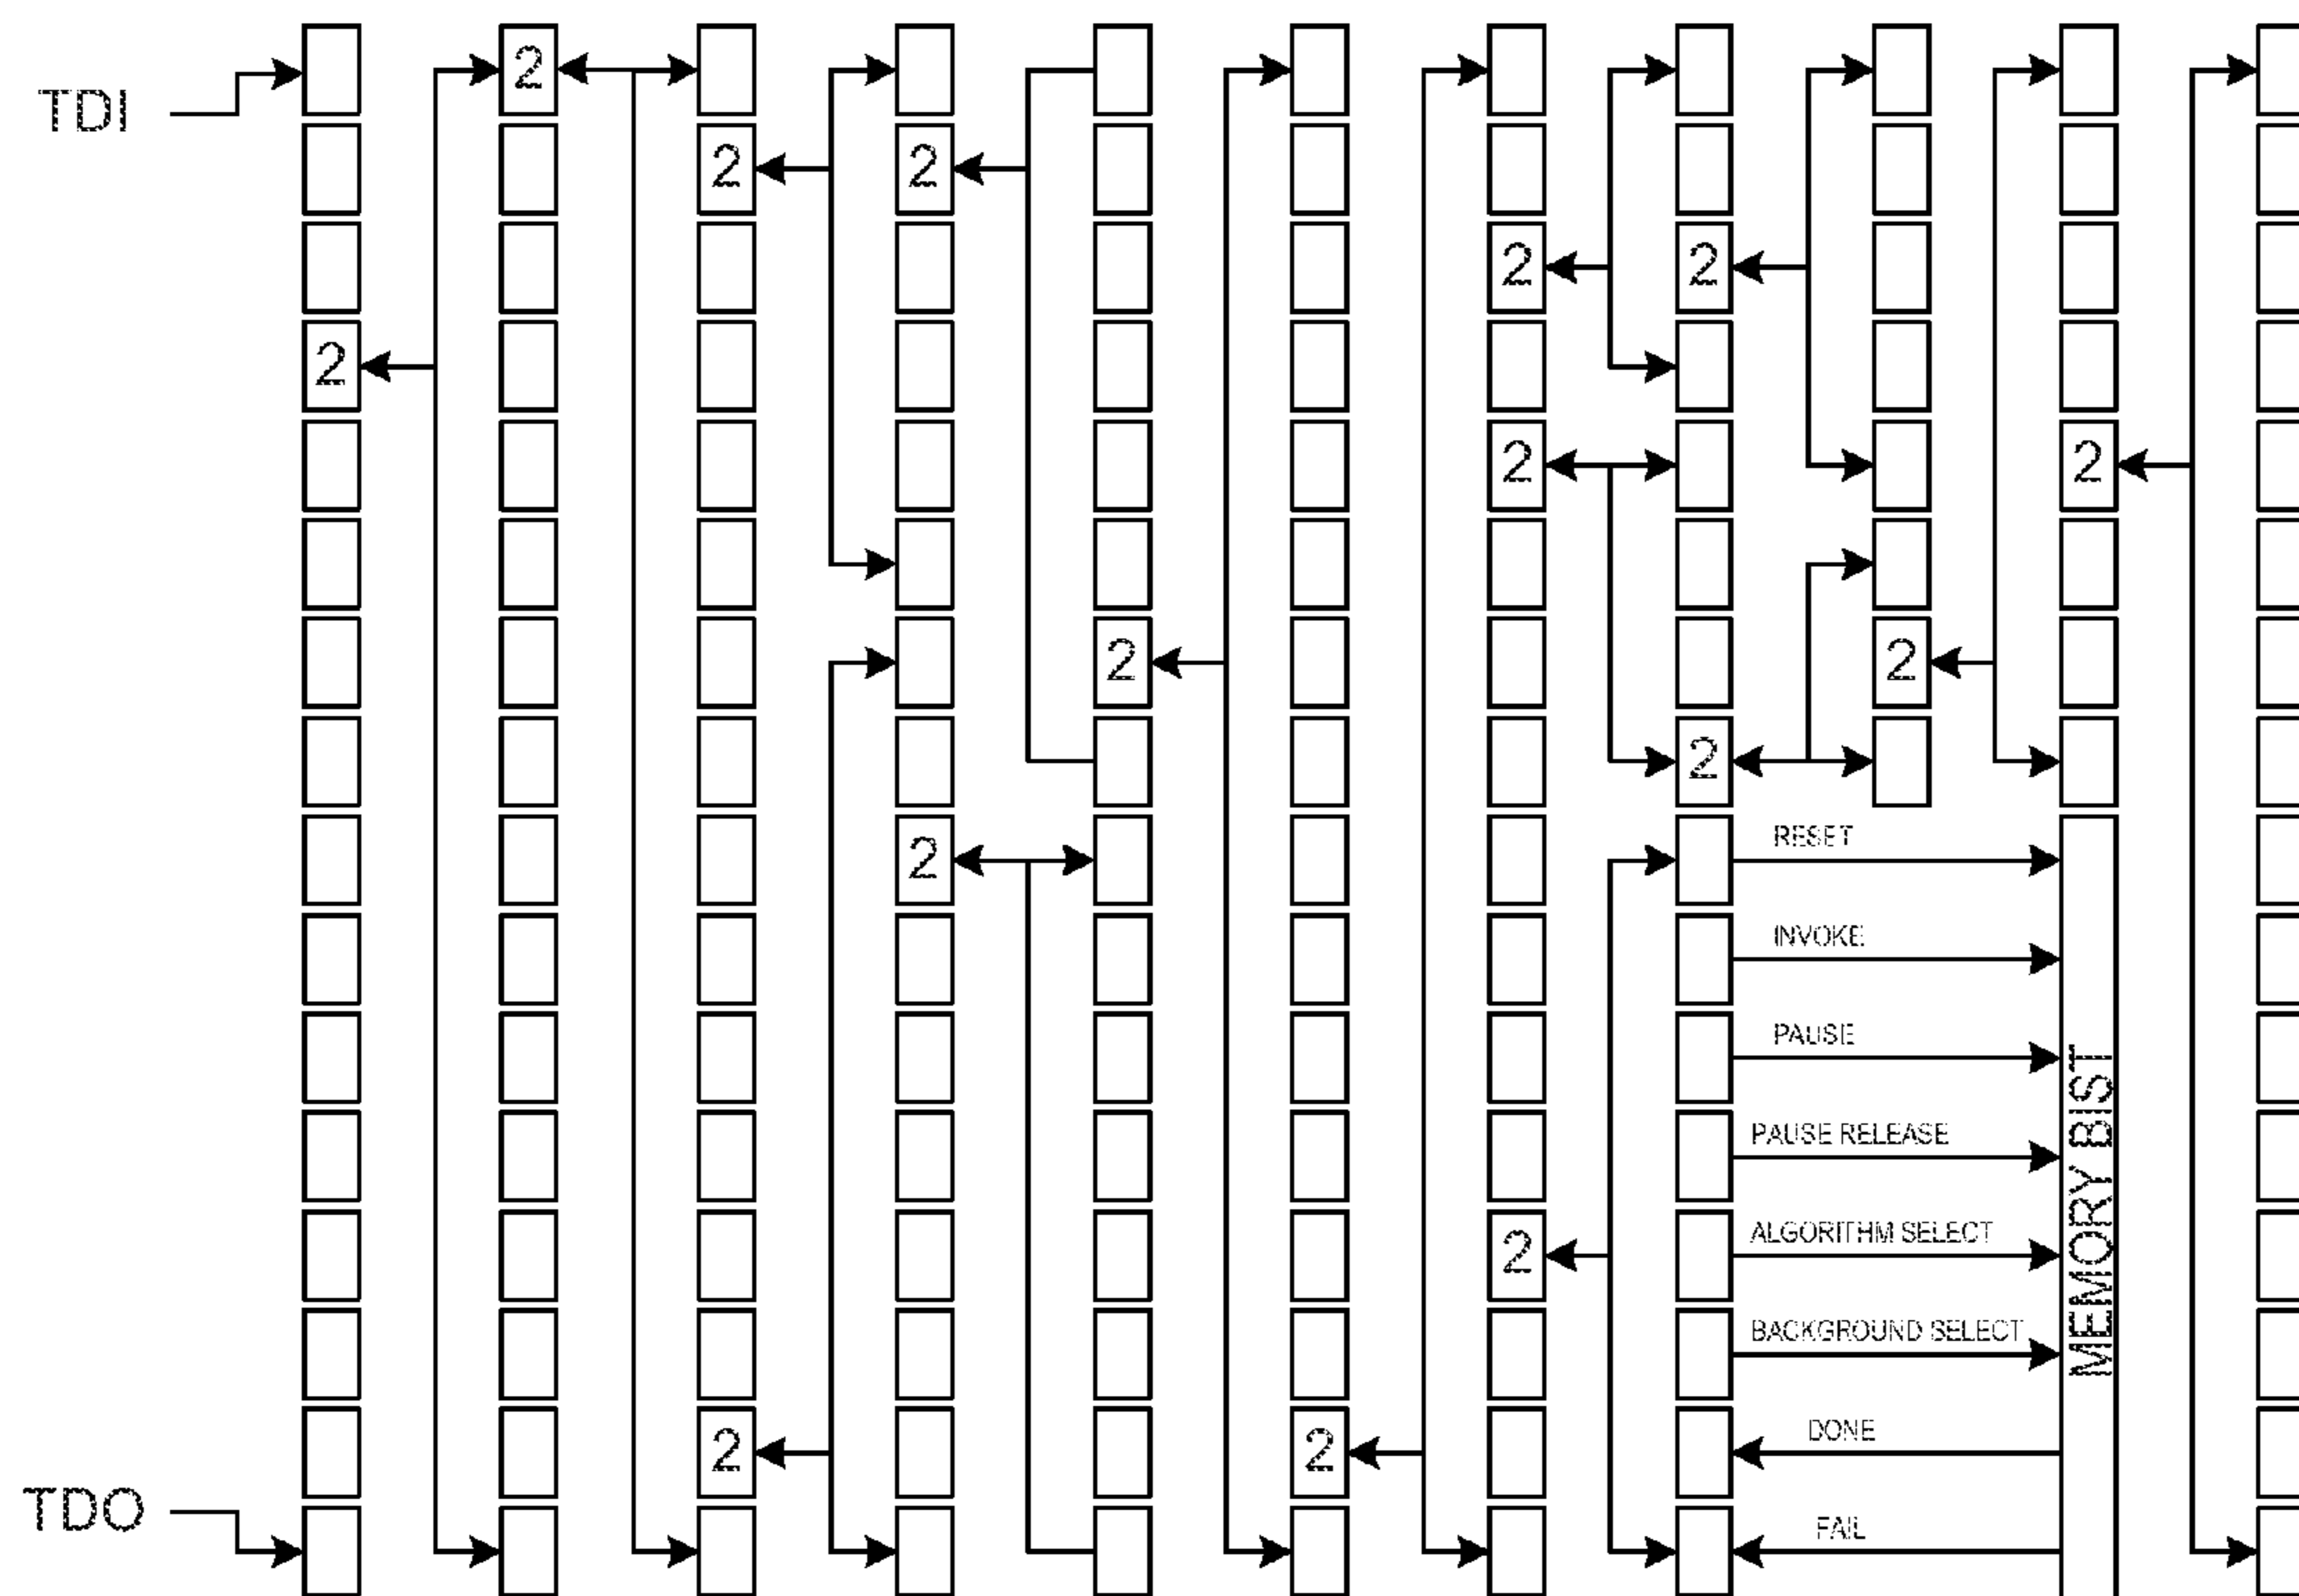 TDI
2
2 2
2 2
2
2 2 2
2
2
2
2
RESET
INVOKE
PAUSE
PAUSE RELEASE
ALGORITHM SELECT
2
BACKGROUND SELECT
MEMORY BIST
2 2
DONE
TDO
FAIL